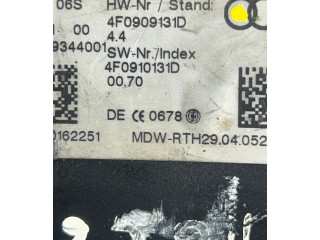 06S HW-Nr / Stand:
4F0909131D
00 4.4
9344001 SW-Nr./Index
4F0910131D
00.70
DE CE 0678
0162251 MDW-RTH29.04.052